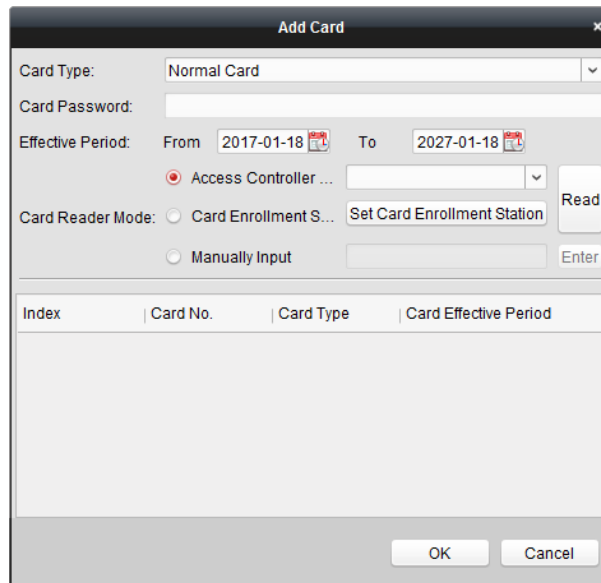 Add Card ×
Card Type: Normal Card
Card Password:
Effective Period: From 2017-01-18 To 2027-01-18
Access Controller ...
Read
Card Reader Mode: Card Enrollment S... Set Card Enrollment Station
Manually Input Enter
Index Card No. Card Type Card Effective Period
OK Cancel